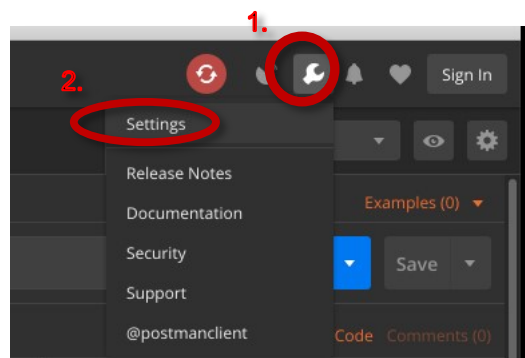 1.
2.
Sign In
Settings
Release Notes
Documentation
Examples (0)
Security
Save
Support
@postmanclient
Code Comments (0)